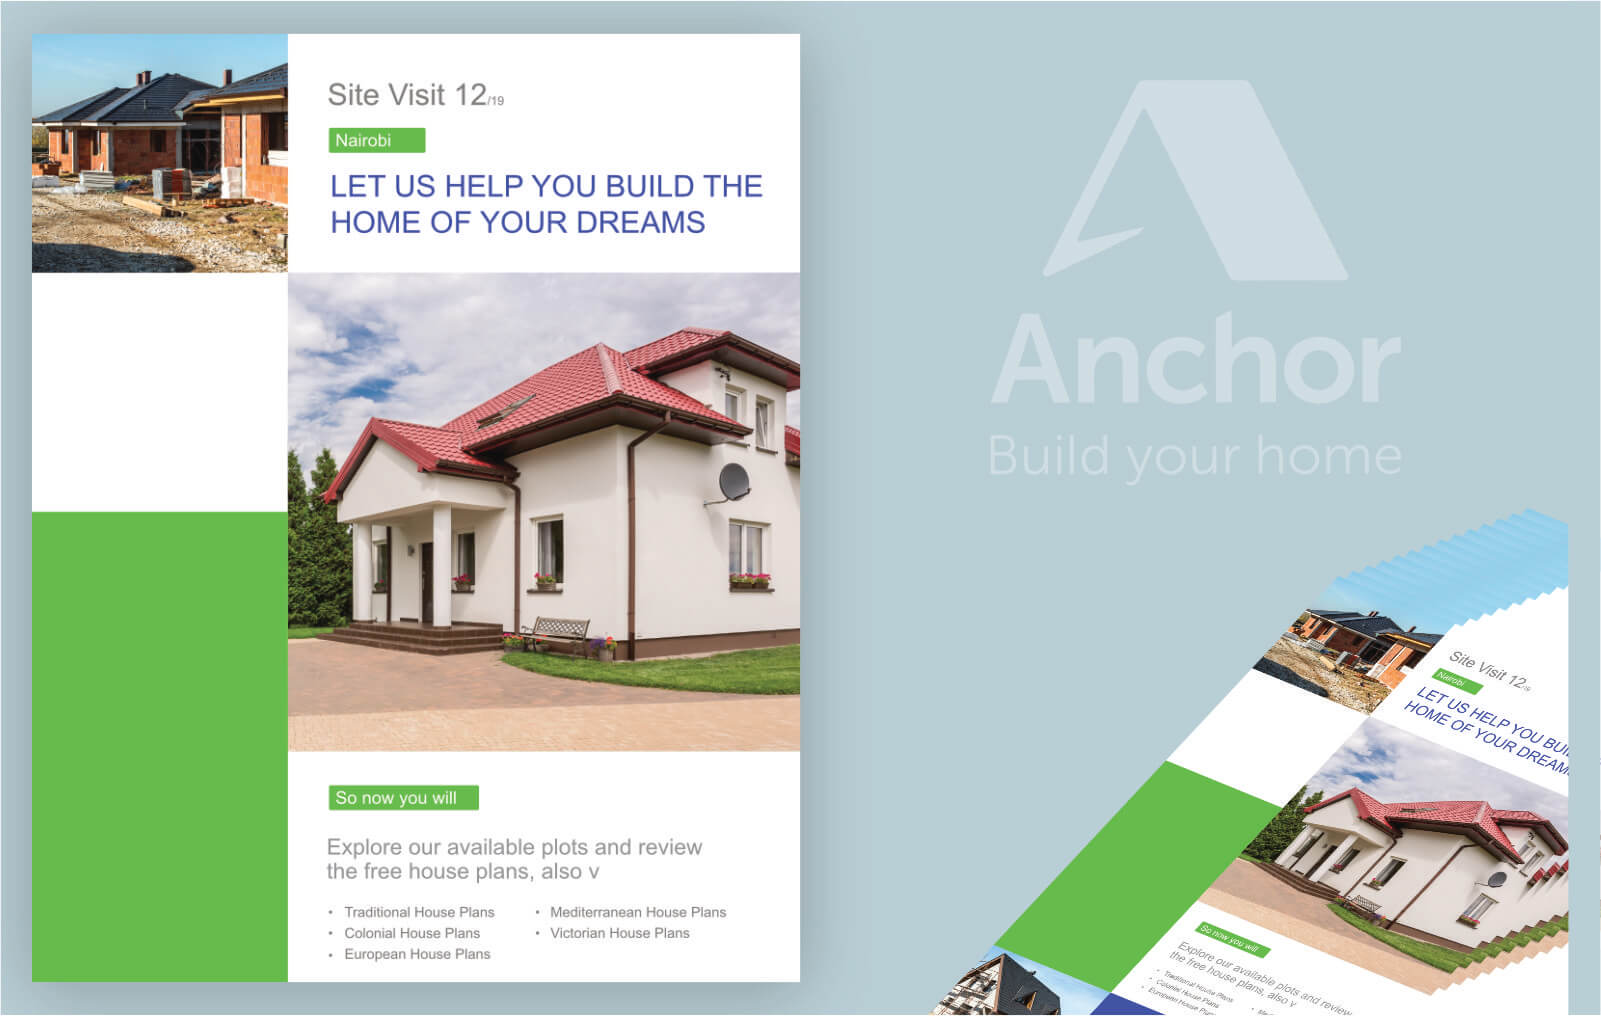 Site Visit 12/19
Nairobi
LET US HELP YOU BUILD THE
HOME OF YOUR DREAMS
So now you will
Explore our available plots and review
the free house plans, also v
• Traditional House Plans
• Colonial House Plans
• European House Plans
• Mediterranean House Plans
• Victorian House Plans
Anchor
Build your home
Site Visit 12/19
Nairobi
LET US HELP YOU BUI
HOME OF YOUR DREAM
So now you will
Explore our available plots and review
the free house plans, also v
• Traditional House Plans
• Colonial House Plans
• European House Plan